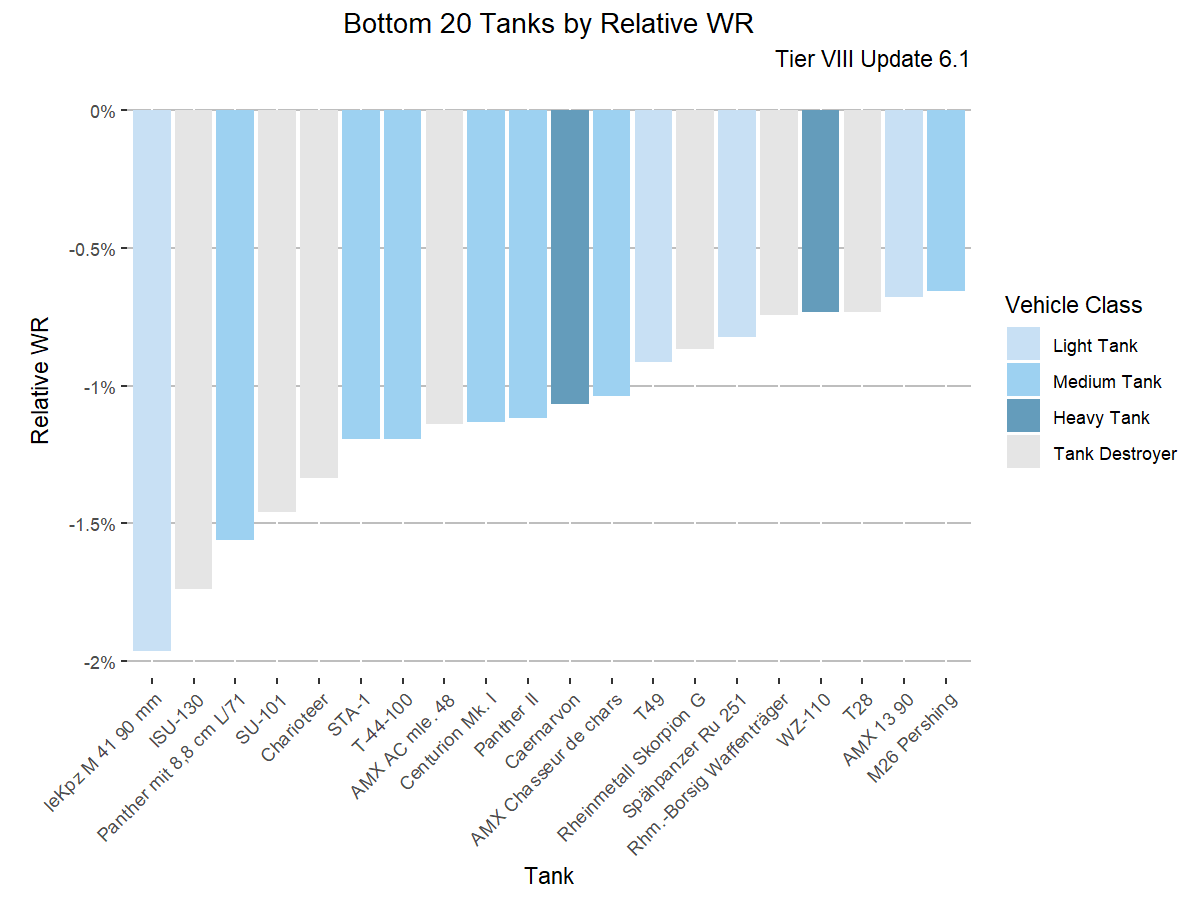 Bottom 20 Tanks by Relative WR
Tier VIII Update 6.1
0%
-0.5%
-1%
-1.5%
-2%
Relative WR
leKpz M 41 90 mm
ISU-130
Panther mit 8,8 cm L/71
SU-101
Charioteer
STA-1
T-44-100
AMX AC mle. 48
Centurion Mk. I
Panther II
Caernarvon
AMX Chasseur de chars
T49
Rheinmetall Skorpion G
Spähpanzer Ru 251
Rhm.-Borsig Waffenträger
WZ-110
T28
AMX 13 90
M26 Pershing
Tank
Vehicle Class
Light Tank
Medium Tank
Heavy Tank
Tank Destroyer